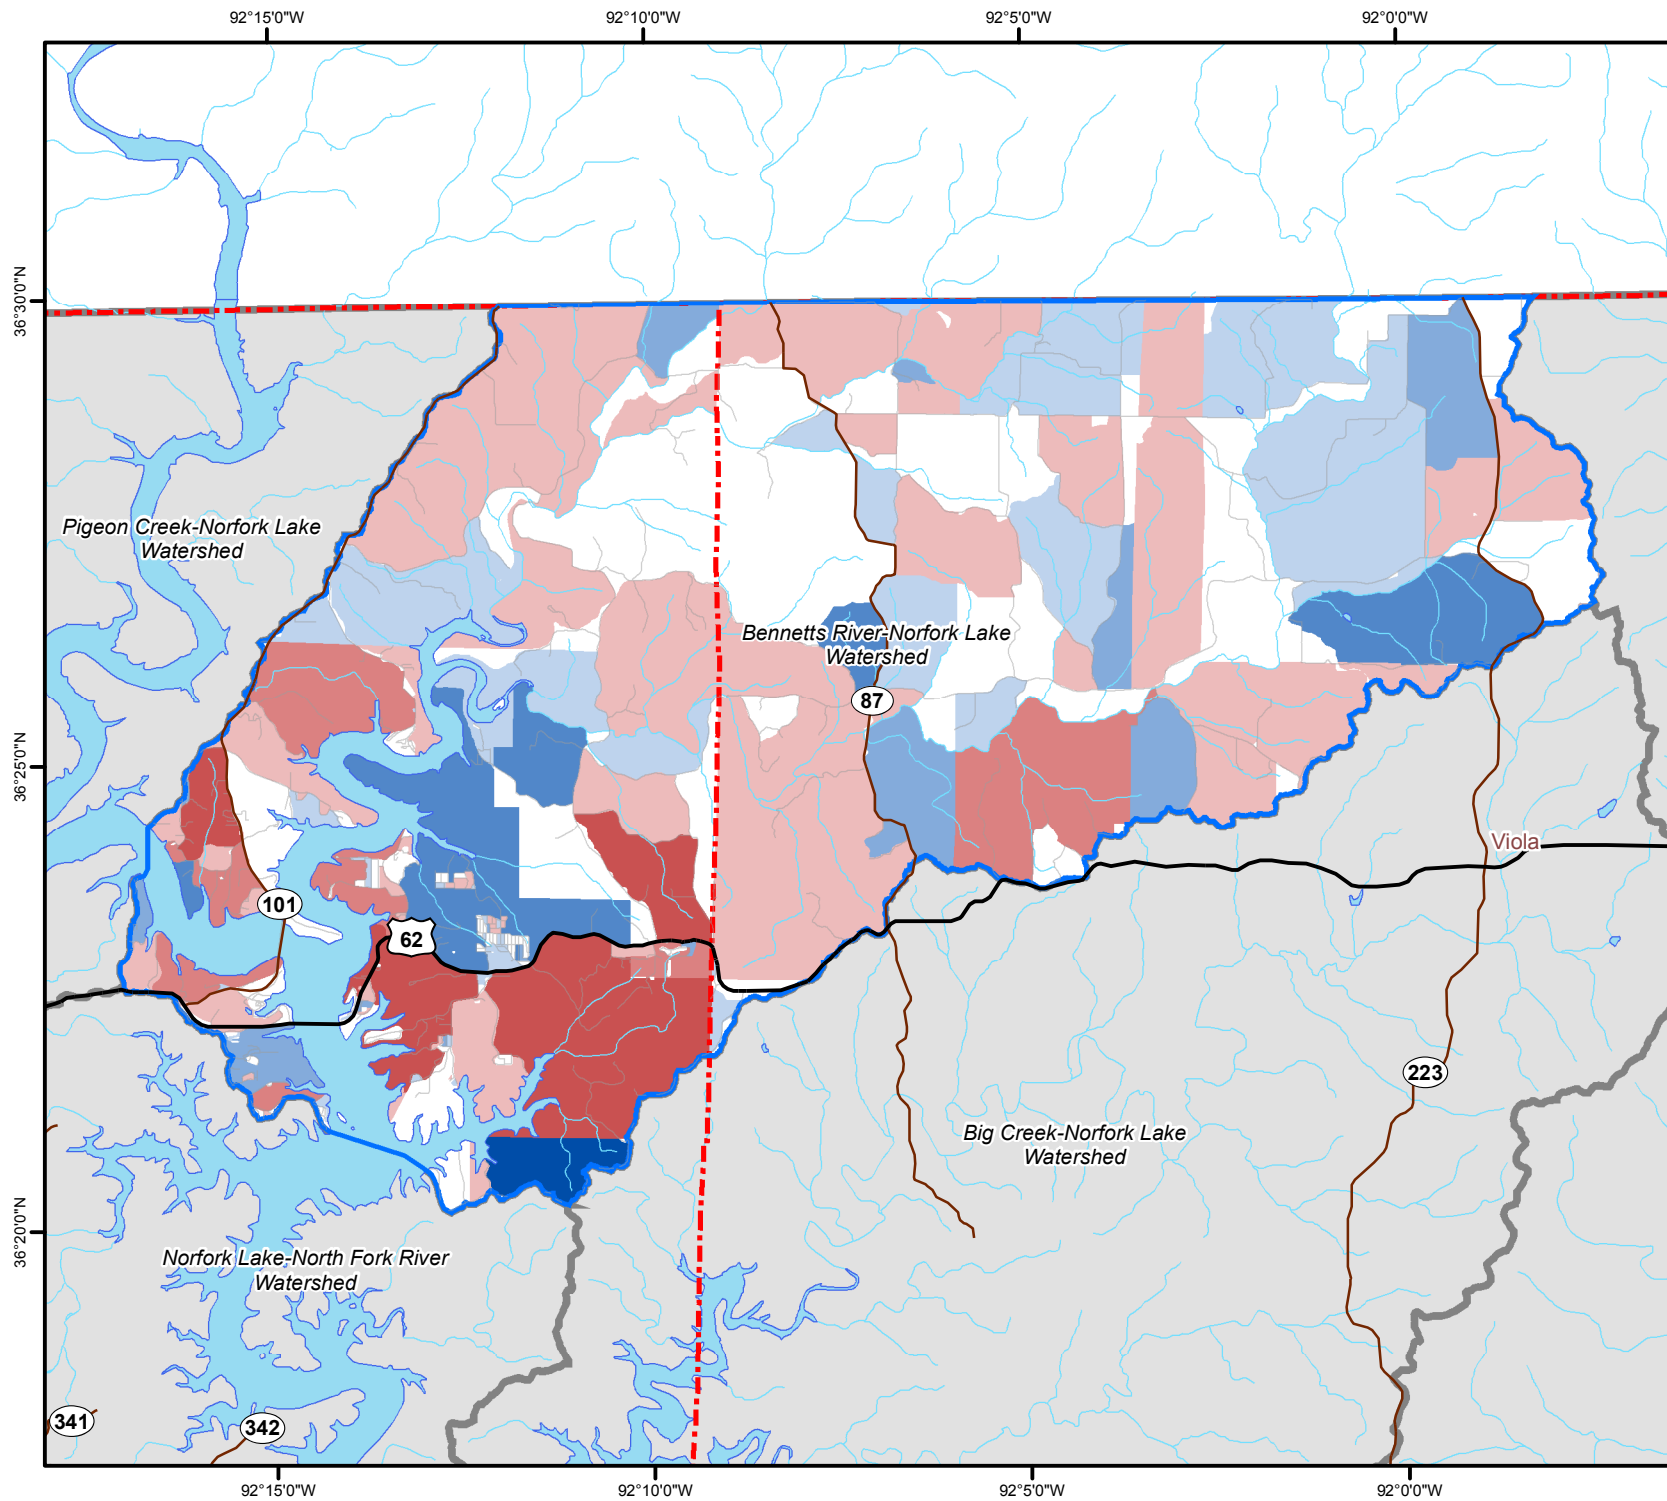 92°15'0"W
92°10'0"W
92°5'0"W
92°0'0"W
36°30'0"N
Pigeon Creek-Norfork Lake
Watershed
Bennetts River-Norfork Lake
Watershed
87
36°25'0"N
Viola
101
62
223
Big Creek-Norfork Lake
Watershed
36°20'0"N
Norfork Lake-North Fork River
Watershed
341
342
92°15'0"W
92°10'0"W
92°5'0"W
92°0'0"W